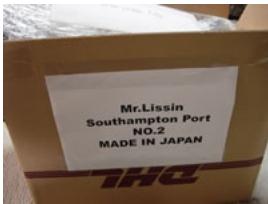 Mr.Lissin
Southampton Port
NO.2
MADE IN JAPAN
DHL